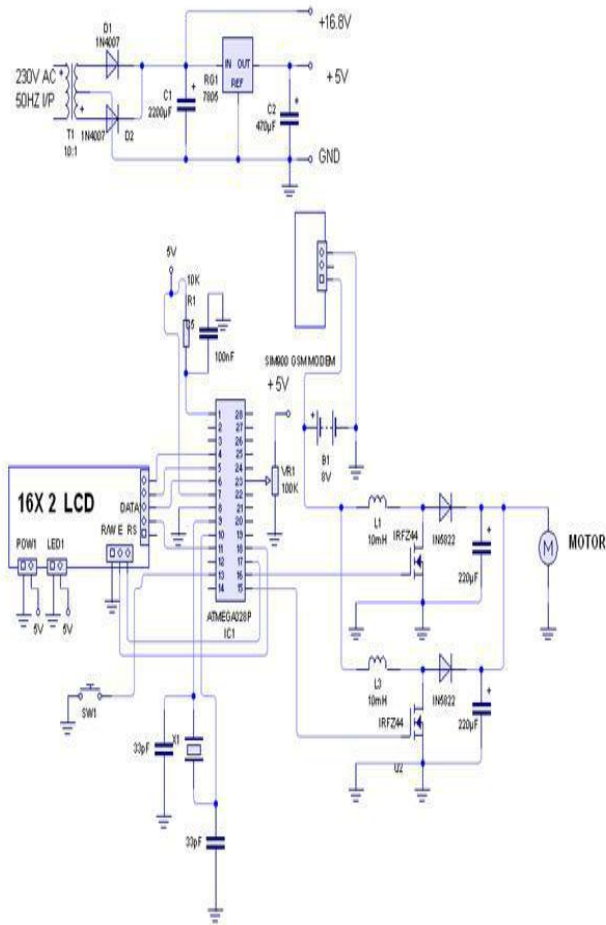 D1
1N4007
+16.8V
230V AC
50HZ I/P
IN OUT
REF
RG1
7805
+5V
C1
2200µF
C2
470µF
T1
10:1
1N4007
D2
GND
5V
10K
R1
100nF
SIM900 GSM MODEM
+5V
1
2
3
4
5
6
7
8
9
10
11
12
13
14
28
27
26
25
24
23
22
21
20
19
18
17
16
15
VR1
100K
B1
8V
16X 2 LCD
DATA
R/W E RS
POW1
LED1
5V
5V
ATMEGA328P
IC1
L1
10mH
IRFZ44
IN5822
220µF
M
MOTOR
L3
10mH
IRFZ44
IN5822
220µF
U2
SW1
33pF
X1
33pF